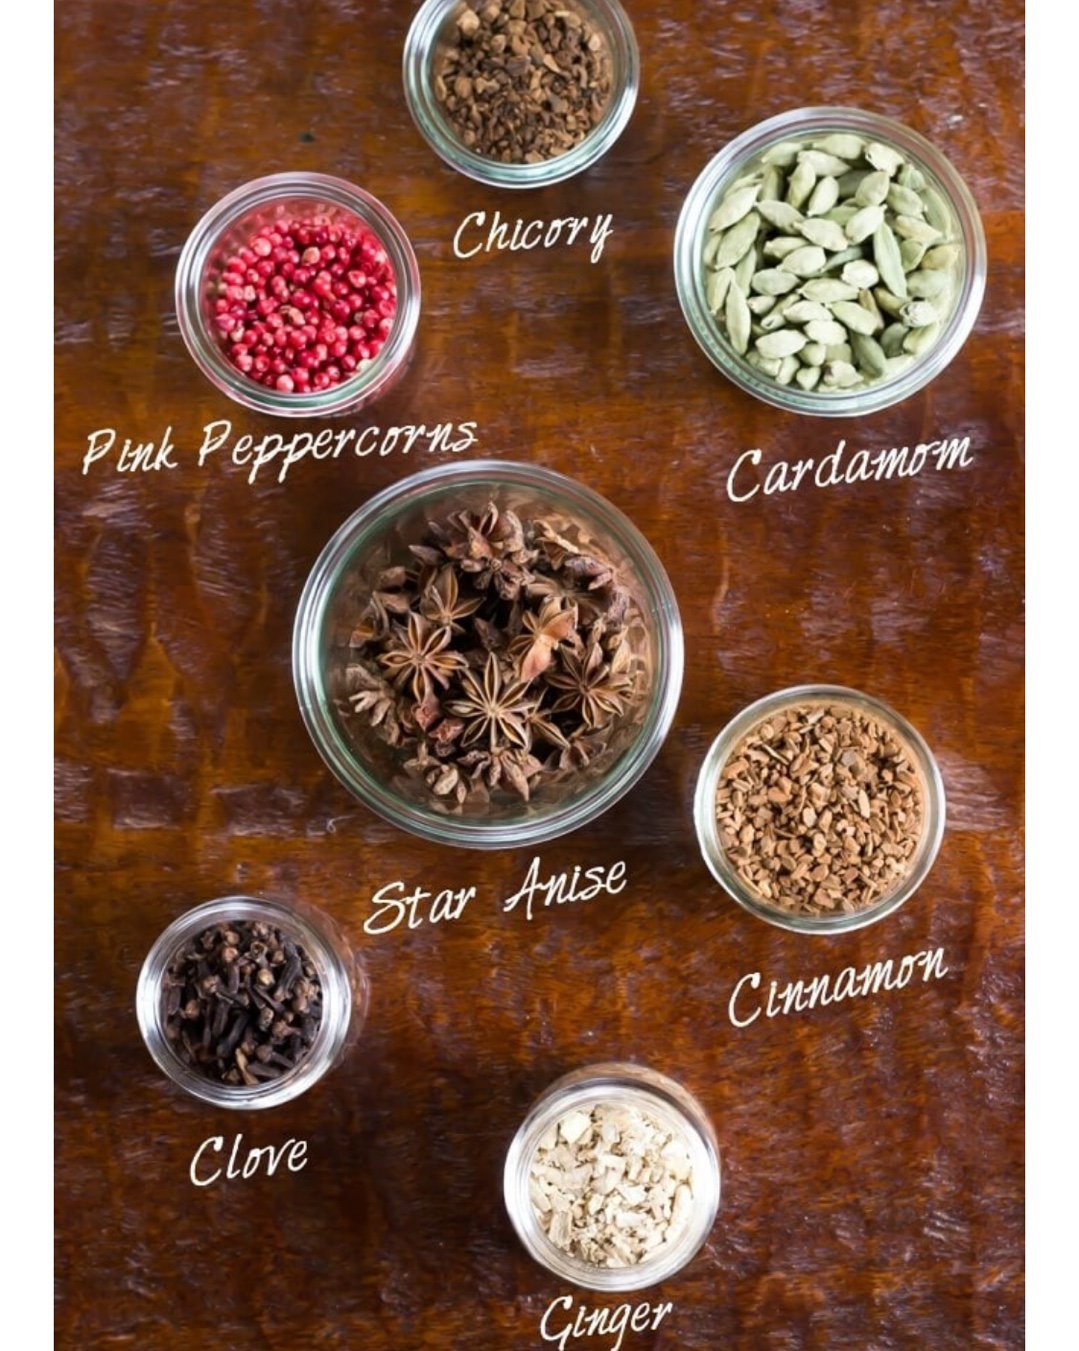 Chicory
Pink Peppercorns
Cardamom
Star Anise
Cinnamon
Clove
Ginger